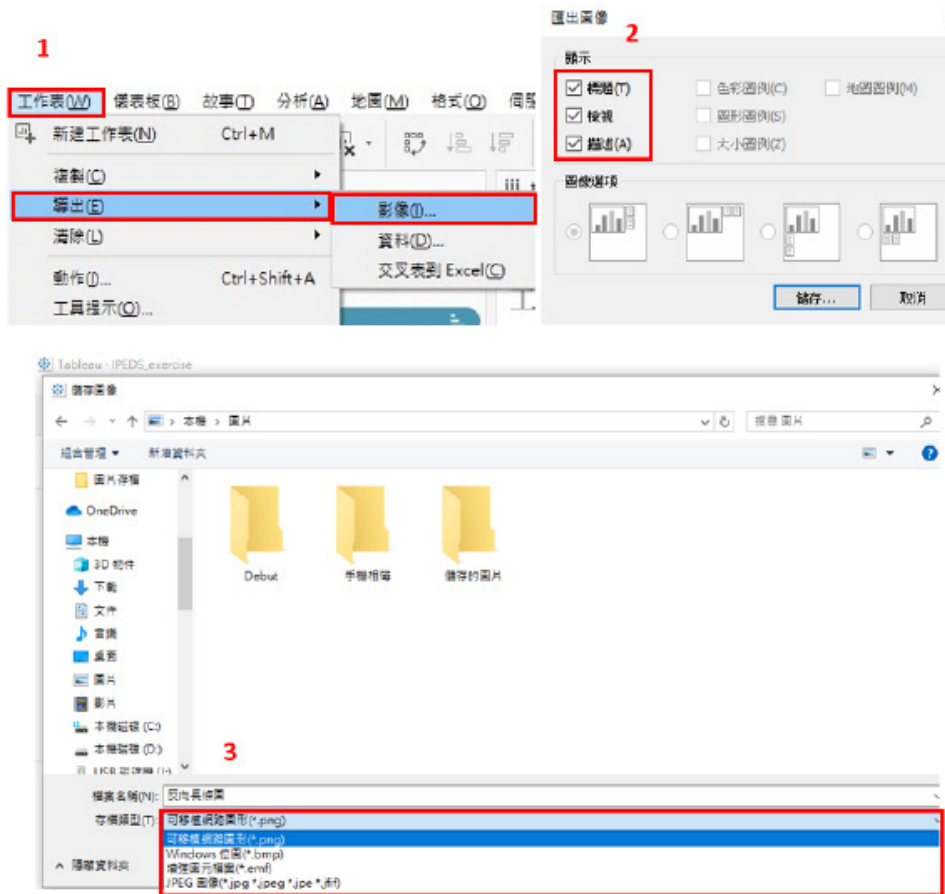 匯出圖像
1
2
顯示
工作表(W) 儀表板(B) 故事(T) 分析(A) 地圖(M) 格式(O) 伺服
標題(T) 色彩圖例(C) 地圖圖例(M)
檢視 圖形圖例(S)
描述(A) 大小圖例(Z)
新建工作表(N) Ctrl+M
複製(C)
導出(E)
影像(I)...
清除(L)
資料(D)...
交叉表到 Excel(C)
動作(I)... Ctrl+Shift+A
工具提示(O)...
圖像選項
儲存... 取消
Tableau - IPEDS_exercise
儲存圖像
本機 › 圖片
搜尋 圖片
組合管理 新增資料夾
圖片存檔
OneDrive
本機
3D 物件
下載
文件
音樂
桌面
圖片
影片
本機磁碟 (C:)
本機磁碟 (D:)
Debut 手機相簿 儲存的圖片
3
檔案名稱(N): 反向長條圖
存檔類型(T): 可移植網路圖形(*.png)
可移植網路圖形(*.png)
Windows 位圖(*.bmp)
增強圖元檔案(*.emf)
JPEG 圖像(*.jpg *.jpeg *.jpe *.jfif)
隱藏資料夾